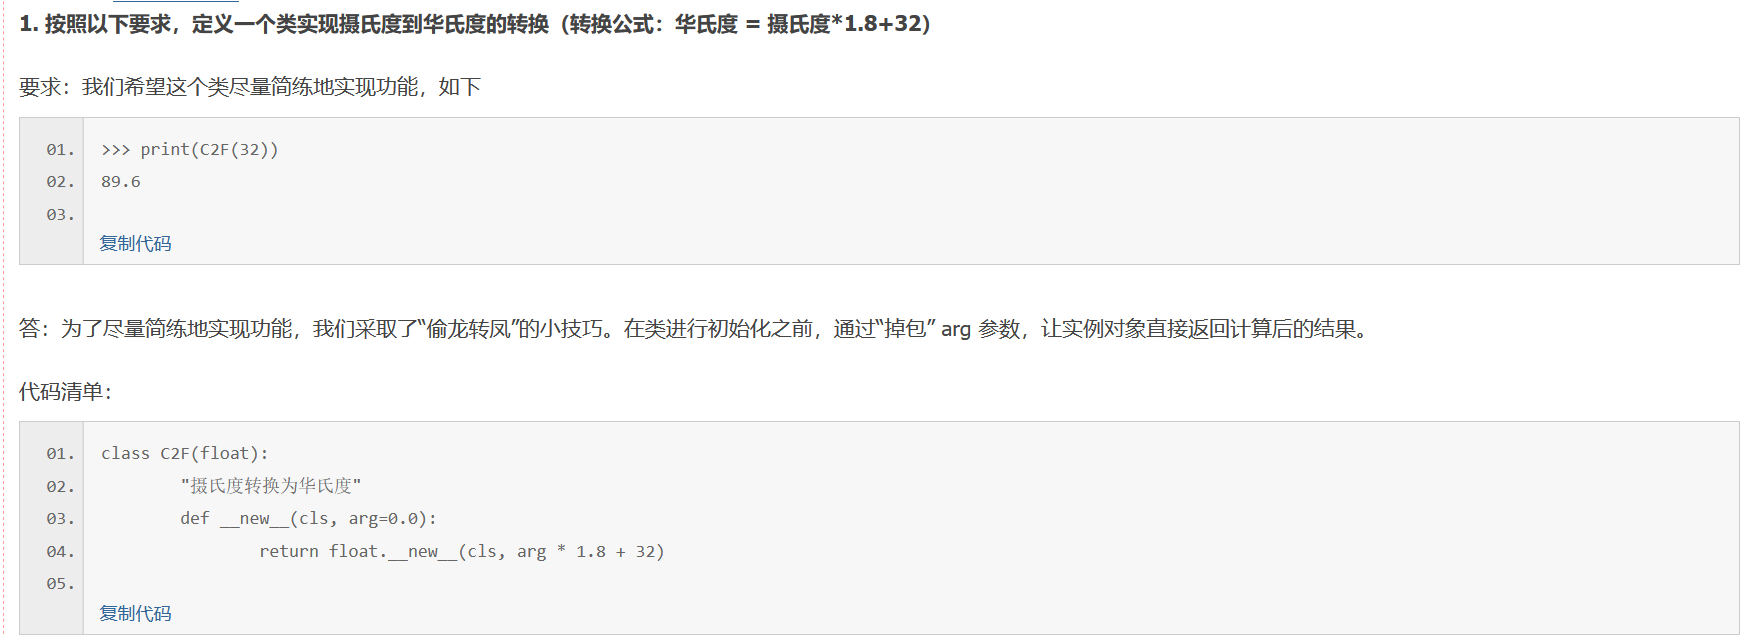 1. 按照以下要求，定义一个类实现摄氏度到华氏度的转换（转换公式：华氏度 = 摄氏度*1.8+32）
要求：我们希望这个类尽量简练地实现功能，如下
01. >>> print(C2F(32))
02. 89.6
03.
复制代码
答：为了尽量简练地实现功能，我们采取了“偷龙转凤”的小技巧。在类进行初始化之前，通过“掉包” arg 参数，让实例对象直接返回计算后的结果。
代码清单：
01. class C2F(float):
02.         "摄氏度转换为华氏度"
03.         def __new__(cls, arg=0.0):
04.                 return float.__new__(cls, arg * 1.8 + 32)
05.
复制代码